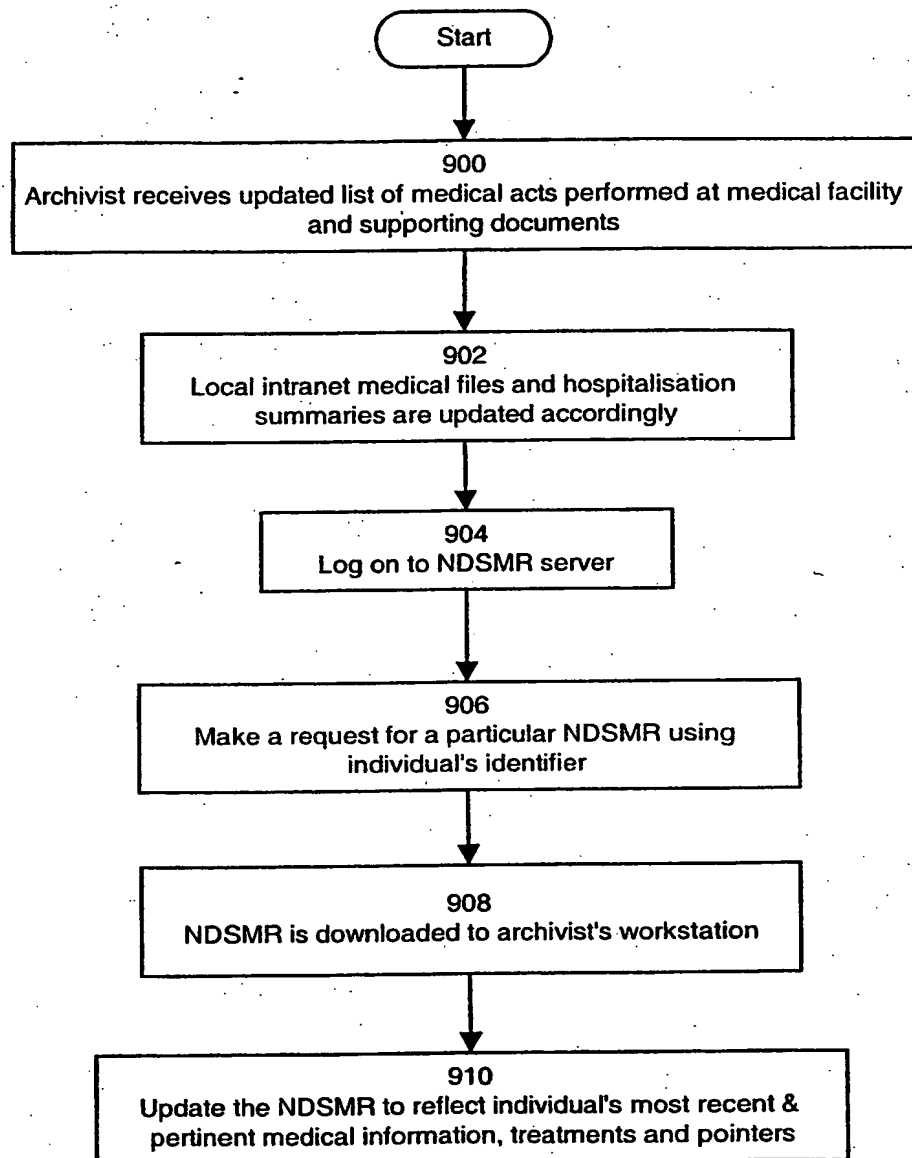 Start
900
Archivist receives updated list of medical acts performed at medical facility
and supporting documents
902
Local intranet medical files and hospitalisation
summaries are updated accordingly
904
Log on to NDSMR server
906
Make a request for a particular NDSMR using
individual's identifier
908
NDSMR is downloaded to archivist's workstation
910
Update the NDSMR to reflect individual's most recent &
pertinent medical information, treatments and pointers